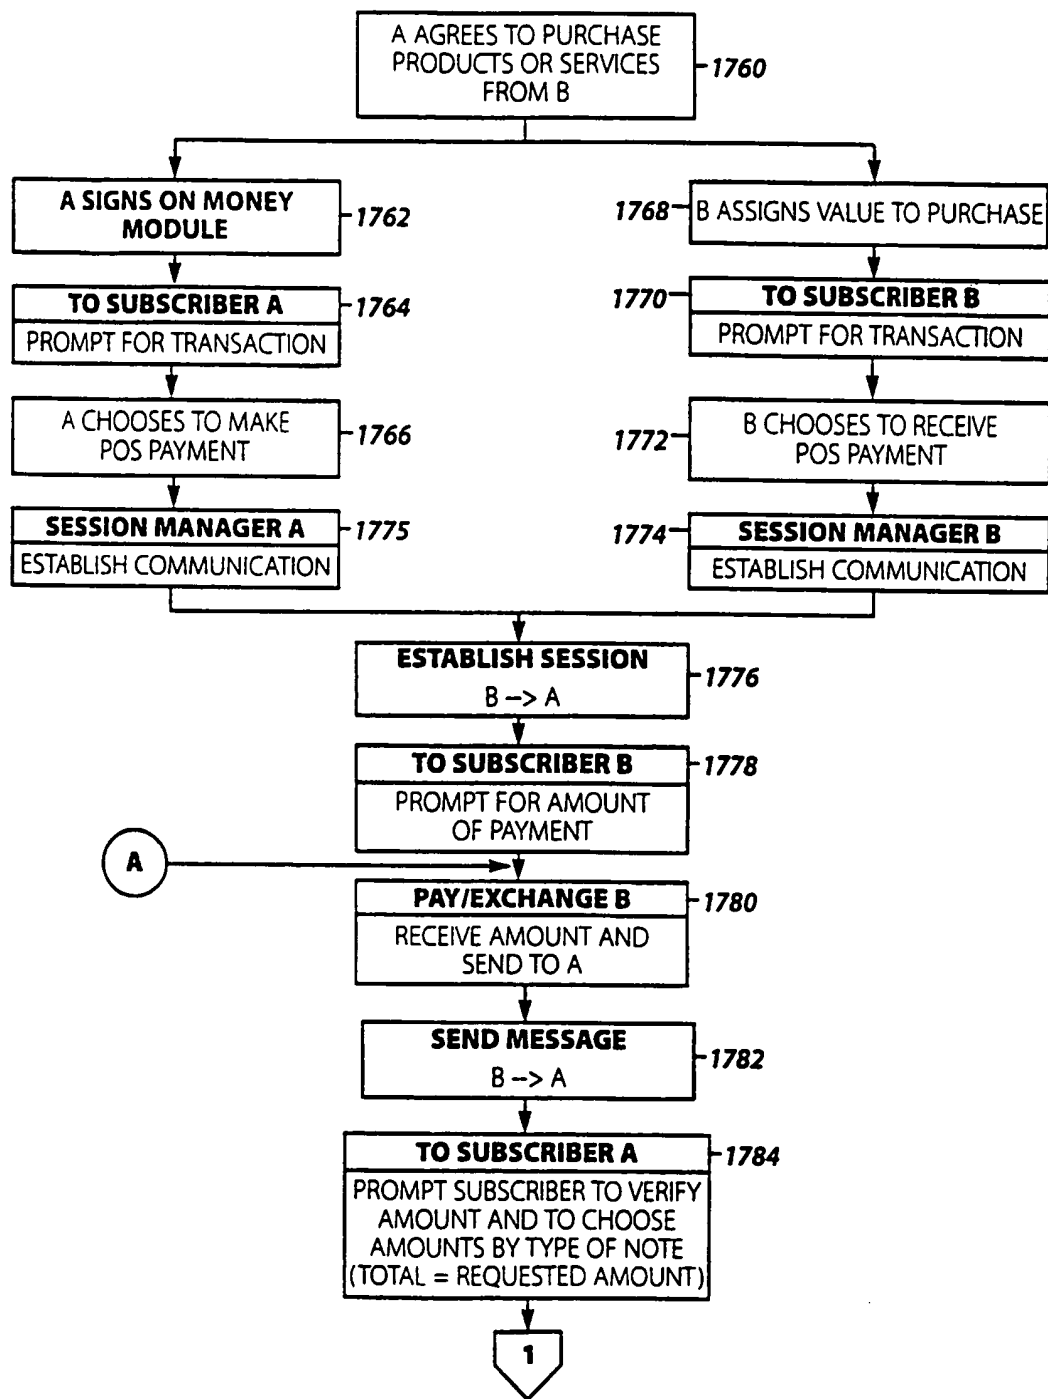 A AGREES TO PURCHASE
PRODUCTS OR SERVICES
FROM B
1760
A SIGNS ON MONEY
MODULE
1762
1768
B ASSIGNS VALUE TO PURCHASE
TO SUBSCRIBER A
1764
PROMPT FOR TRANSACTION
1770
TO SUBSCRIBER B
PROMPT FOR TRANSACTION
A CHOOSES TO MAKE
POS PAYMENT
1766
1772
B CHOOSES TO RECEIVE
POS PAYMENT
SESSION MANAGER A
1775
ESTABLISH COMMUNICATION
1774
SESSION MANAGER B
ESTABLISH COMMUNICATION
ESTABLISH SESSION
B --> A
1776
TO SUBSCRIBER B
1778
PROMPT FOR AMOUNT
OF PAYMENT
A
PAY/EXCHANGE B
1780
RECEIVE AMOUNT AND
SEND TO A
SEND MESSAGE
B --> A
1782
TO SUBSCRIBER A
1784
PROMPT SUBSCRIBER TO VERIFY
AMOUNT AND TO CHOOSE
AMOUNTS BY TYPE OF NOTE
(TOTAL = REQUESTED AMOUNT)
1